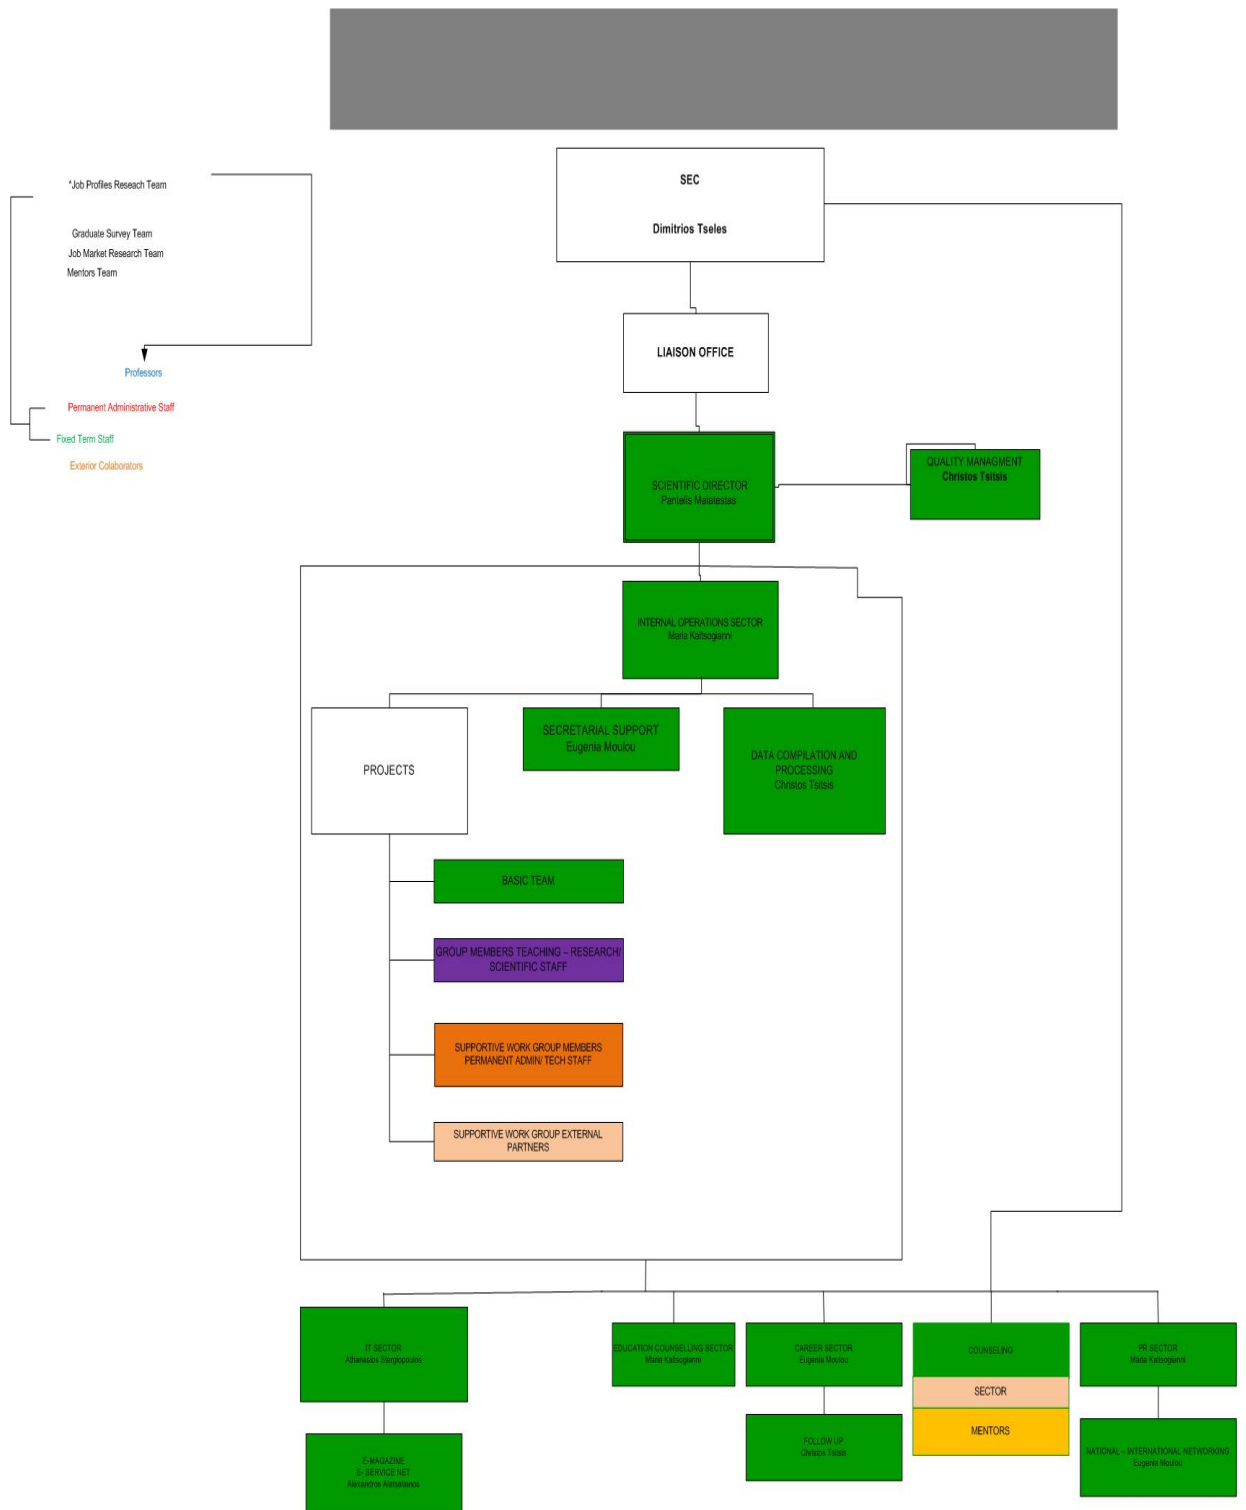 SEC
Dimitrios Tseles
*Job Profiles Reseach Team
Graduate Survey Team
Job Market Research Team
Mentors Team
Professors
Permanent Administrative Staff
Fixed Term Staff
Exterior Colaborators
LIAISON OFFICE
SCIENTIFIC DIRECTOR
Pantelis Malatestas
QUALITY MANAGMENT
Christos Tsitsis
INTERNAL OPERATIONS SECTOR
Maria Kaltsogianni
PROJECTS
SECRETARIAL SUPPORT
Eugenia Moulou
DATA COMPILATION AND
PROCESSING
Christos Tsitsis
BASIC TEAM
GROUP MEMBERS TEACHING – RESEARCH/
SCIENTIFIC STAFF
SUPPORTIVE WORK GROUP MEMBERS
PERMANENT ADMIN/ TECH STAFF
SUPPORTIVE WORK GROUP EXTERNAL
PARTNERS
IT SECTOR
Athanasios Stergiopoulos
E-MAGAZINE
E- SERVICE NET
Alexandros Alatsatianos
EDUCATION COUNSELLING SECTOR
Maria Kaltsogianni
CAREER SECTOR
Eugenia Moulou
FOLLOW UP
Christos Tsitsis
COUNSELING
SECTOR
MENTORS
PR SECTOR
Maria Kaltsogianni
NATIONAL – INTERNATIONAL NETWORKING
Eugenia Moulou